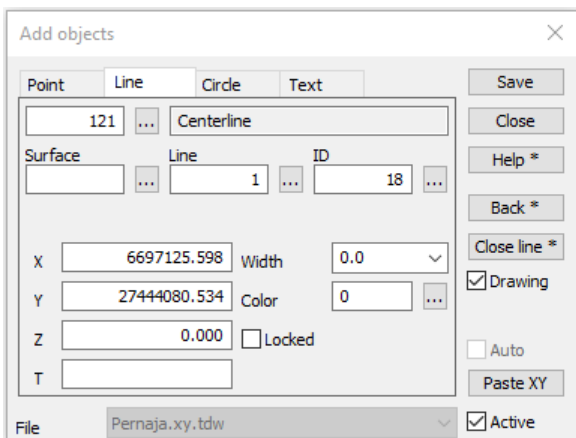 Add objects
Point Line Circle Text Save
121 ... Centerline Close
Surface Line ID Help *
... 1 ... 18 ...
Back *
Close line *
X 6697125.598 Width 0.0
Drawing
Y 27444080.534 Color 0 ...
Z 0.000 Locked
Auto
T Paste XY
File Pernaja.xy.tdw Active